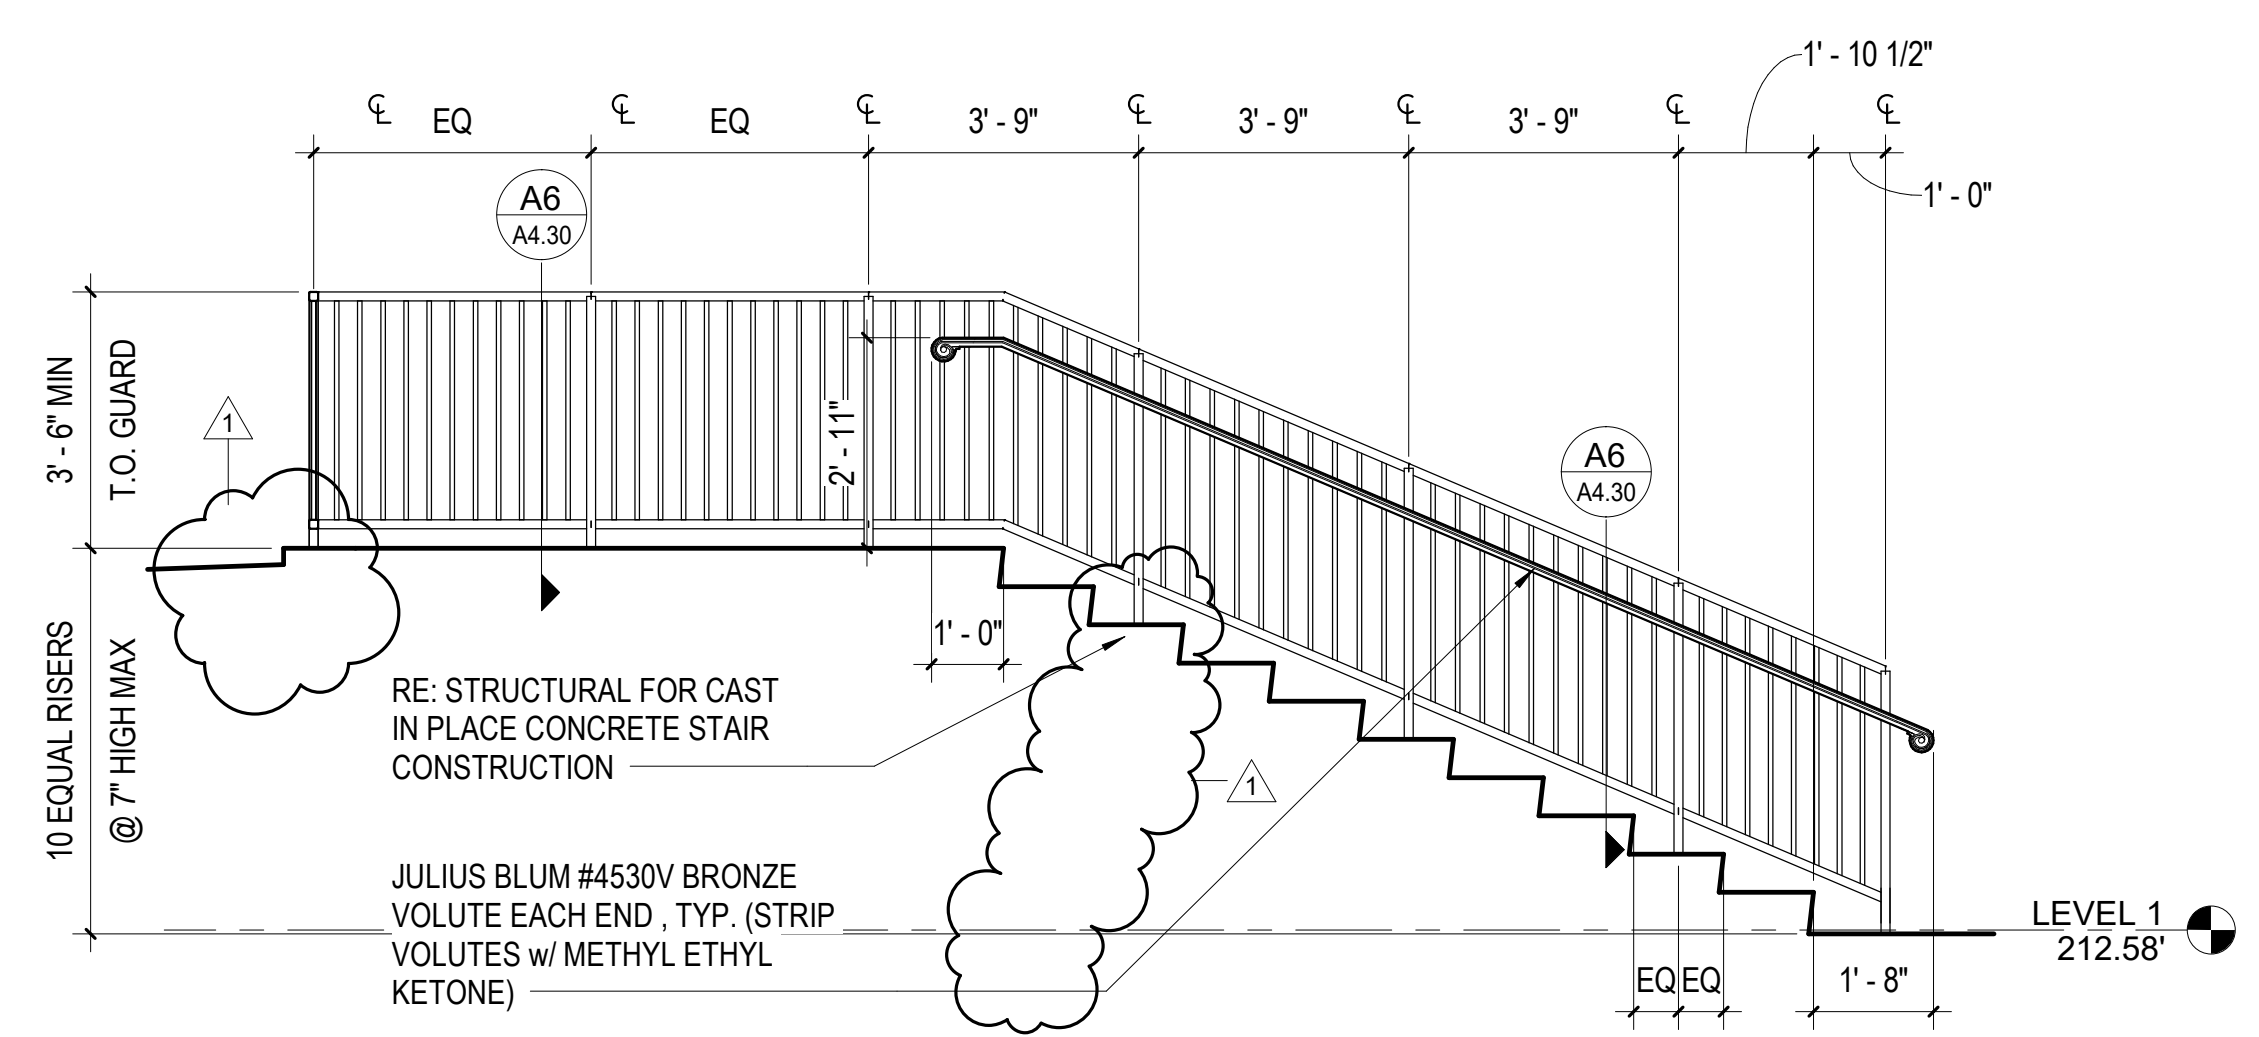 1' - 10 1/2"
℄ EQ ℄ EQ ℄ 3' - 9" ℄ 3' - 9" ℄ 3' - 9" ℄ ℄
1' - 0"
A6
A4.30
3' - 6" MIN
T.O. GUARD
1
2' - 11"
A6
A4.30
10 EQUAL RISERS
@ 7" HIGH MAX
1' - 0"
RE: STRUCTURAL FOR CAST
IN PLACE CONCRETE STAIR
CONSTRUCTION
1
JULIUS BLUM #4530V BRONZE
VOLUTE EACH END , TYP. (STRIP
VOLUTES w/ METHYL ETHYL
KETONE)
LEVEL 1
212.58'
EQ EQ
1' - 8"